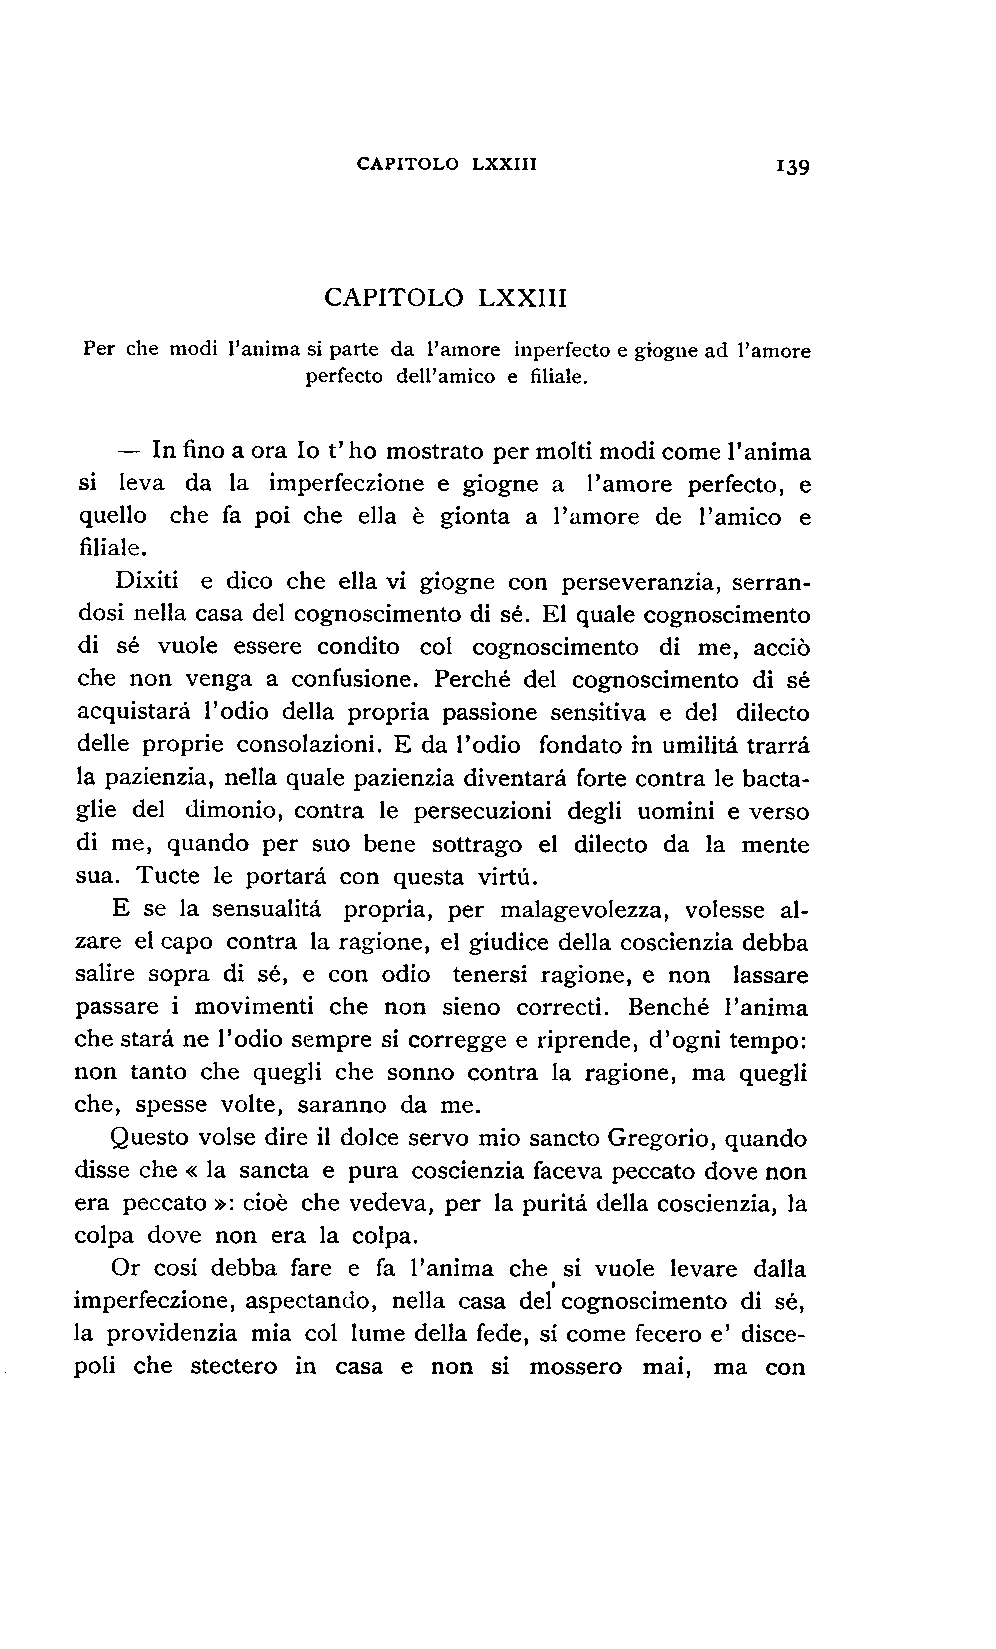 CAPITOLO LXXIII 139
CAPITOLO LXXIII
Per che modi l'anima si parte da l'amore inperfecto e giogne ad l'amore
perfecto dell'amico e filiale.
— In fino a ora Io t'ho mostrato per molti modi come l'anima
si leva da la imperfeczione e giogne a l'amore perfecto, e
quello che fa poi che ella è gionta a l'amore de l'amico e
filiale.
Dixiti e dico che ella vi giogne con perseveranzia, serran-
dosi nella casa del cognoscimento di sé. El quale cognoscimento
di sé vuole essere condito col cognoscimento di me, acciò
che non venga a confusione. Perché del cognoscimento di sé
acquistará l'odio della propria passione sensitiva e del dilecto
delle proprie consolazioni. E da l'odio fondato in umilitá trarrá
la pazienzia, nella quale pazienzia diventará forte contra le bacta-
glie del dimonio, contra le persecuzioni degli uomini e verso
di me, quando per suo bene sottrago el dilecto da la mente
sua. Tucte le portará con questa virtú.
E se la sensualitá propria, per malagevolezza, volesse al-
zare el capo contra la ragione, el giudice della coscienzia debba
salire sopra di sé, e con odio tenersi ragione, e non lassare
passare i movimenti che non sieno correcti. Benché l'anima
che stará ne l'odio sempre si corregge e riprende, d'ogni tempo:
non tanto che quegli che sonno contra la ragione, ma quegli
che, spesse volte, saranno da me.
Questo volse dire il dolce servo mio sancto Gregorio, quando
disse che « la sancta e pura coscienzia faceva peccato dove non
era peccato »: cioè che vedeva, per la puritá della coscienzia, la
colpa dove non era la colpa.
Or cosí debba fare e fa l'anima che si vuole levare dalla
imperfeczione, aspectando, nella casa del cognoscimento di sé,
la providenzia mia col lume della fede, sí come fecero e' disce-
poli che stectero in casa e non si mossero mai, ma con